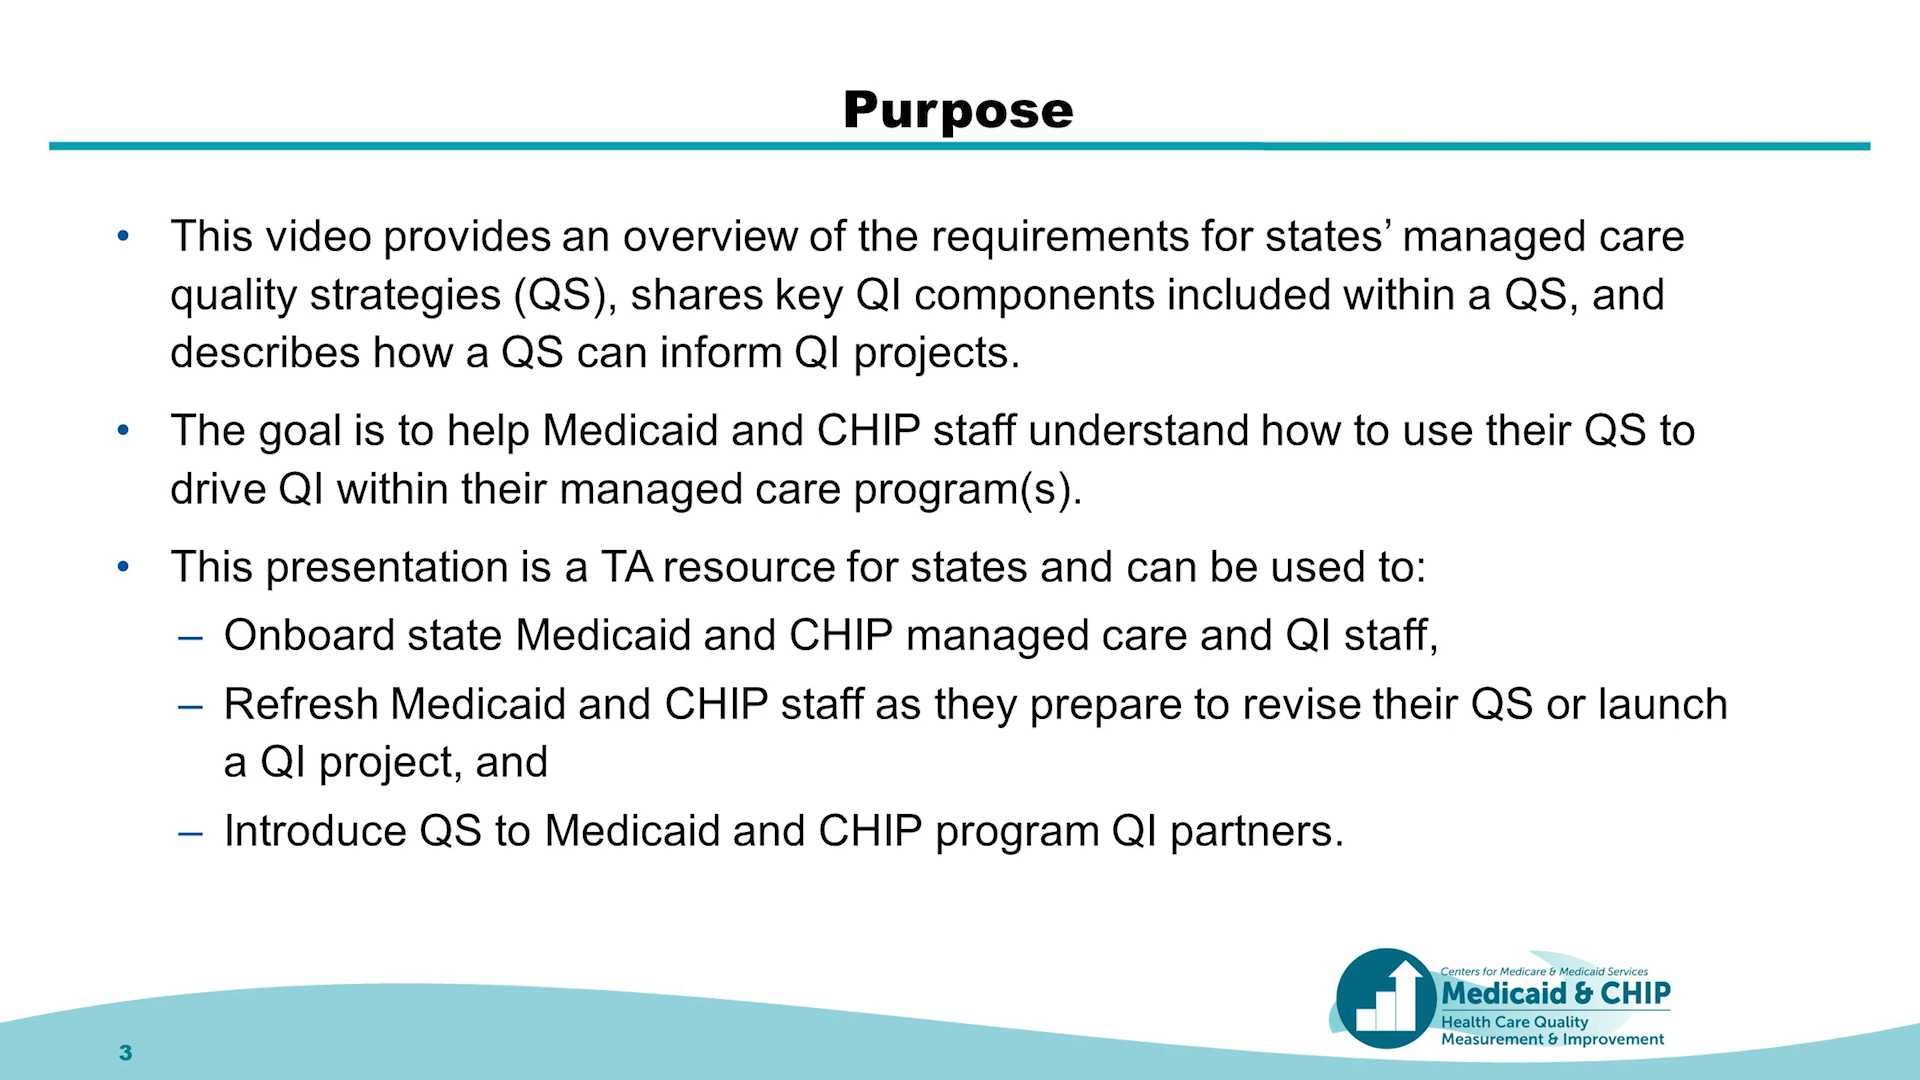 Purpose
• This video provides an overview of the requirements for states’ managed care
quality strategies (QS), shares key QI components included within a QS, and
describes how a QS can inform QI projects.
• The goal is to help Medicaid and CHIP staff understand how to use their QS to
drive QI within their managed care program(s).
• This presentation is a TA resource for states and can be used to:
– Onboard state Medicaid and CHIP managed care and QI staff,
– Refresh Medicaid and CHIP staff as they prepare to revise their QS or launch
a QI project, and
– Introduce QS to Medicaid and CHIP program QI partners.
Centers for Medicare & Medicaid Services
Medicaid & CHIP
Health Care Quality
Measurement & Improvement
3